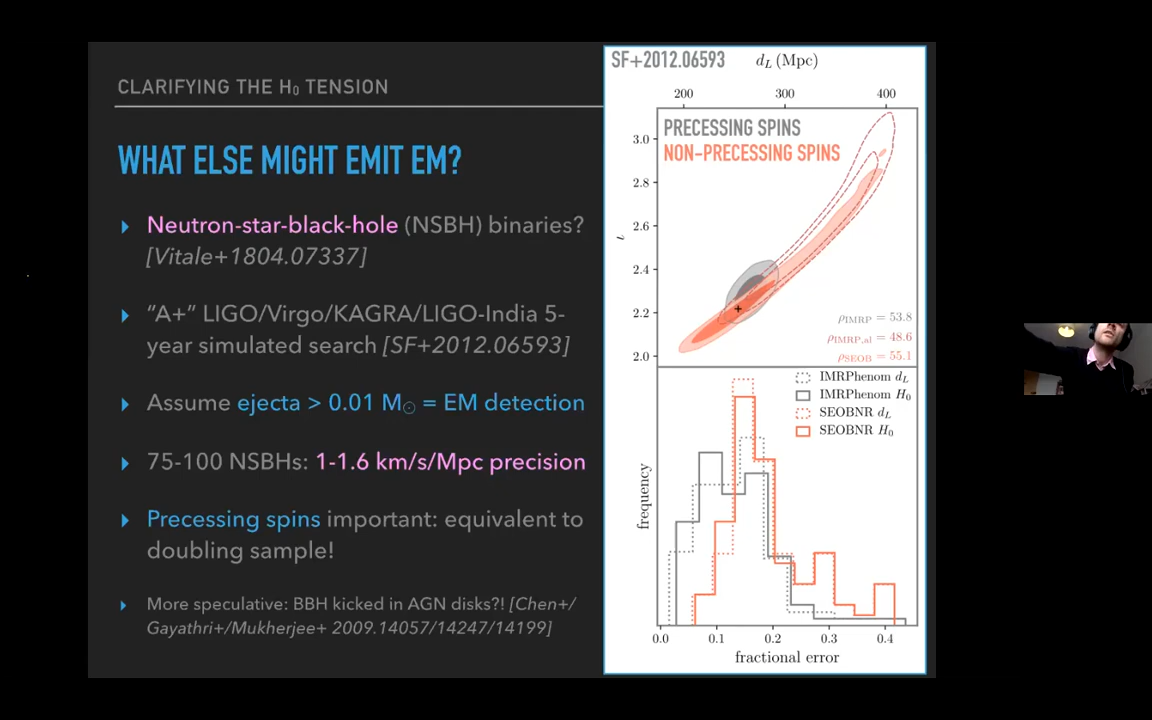 CLARIFYING THE H₀ TENSION
WHAT ELSE MIGHT EMIT EM?
Neutron-star-black-hole (NSBH) binaries?
[Vitale+1804.07337]
“A+” LIGO/Virgo/KAGRA/LIGO-India 5-
year simulated search [SF+2012.06593]
Assume ejecta > 0.01 M☉ = EM detection
75-100 NSBHs: 1-1.6 km/s/Mpc precision
Precessing spins important: equivalent to
doubling sample!
More speculative: BBH kicked in AGN disks?! [Chen+/
Gayathri+/Mukherjee+ 2009.14057/14247/14199]
SF+2012.06593
d_L (Mpc)
200 300 400
PRECESSING SPINS
NON-PRECESSING SPINS
3.0
2.8
2.6
ι
2.4
2.2
2.0
ρ_IMRP = 53.8
ρ_IMRP,al = 48.6
ρ_SEOB = 55.1
IMRPhenom d_L
IMRPhenom H₀
SEOBNR d_L
SEOBNR H₀
frequency
0.0 0.1 0.2 0.3 0.4
fractional error